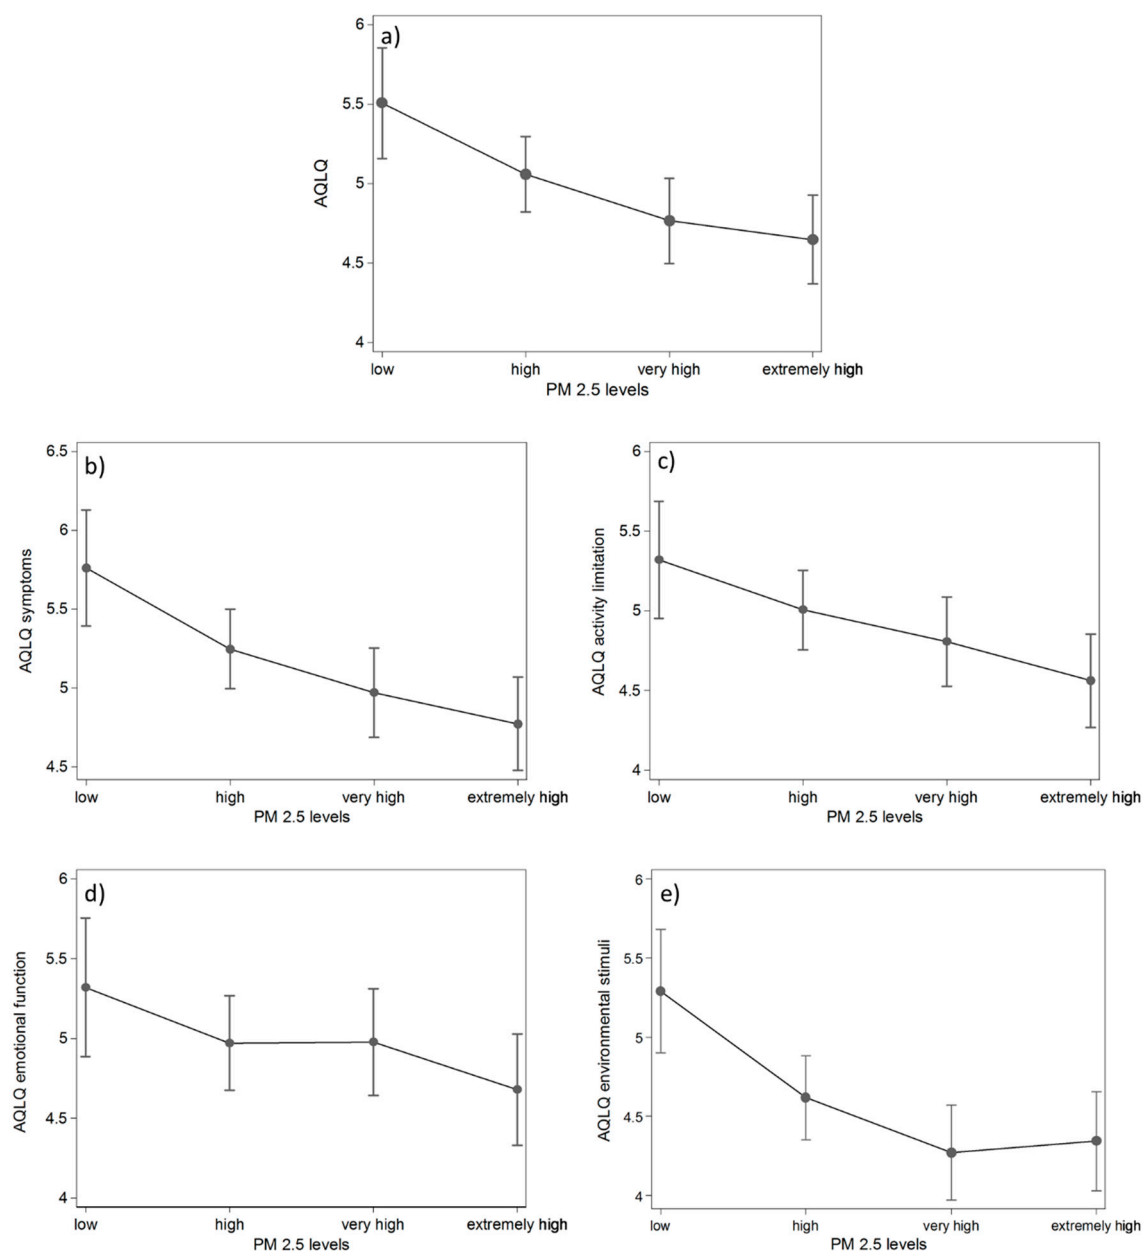 a)
6
5.5
5
4.5
4
AQLQ
low high very high extremely high
PM 2.5 levels
b)
6.5
6
5.5
5
4.5
AQLQ symptoms
low high very high extremely high
PM 2.5 levels
c)
6
5.5
5
4.5
4
AQLQ activity limitation
low high very high extremely high
PM 2.5 levels
d)
6
5.5
5
4.5
4
AQLQ emotional function
low high very high extremely high
PM 2.5 levels
e)
6
5.5
5
4.5
4
AQLQ environmental stimuli
low high very high extremely high
PM 2.5 levels